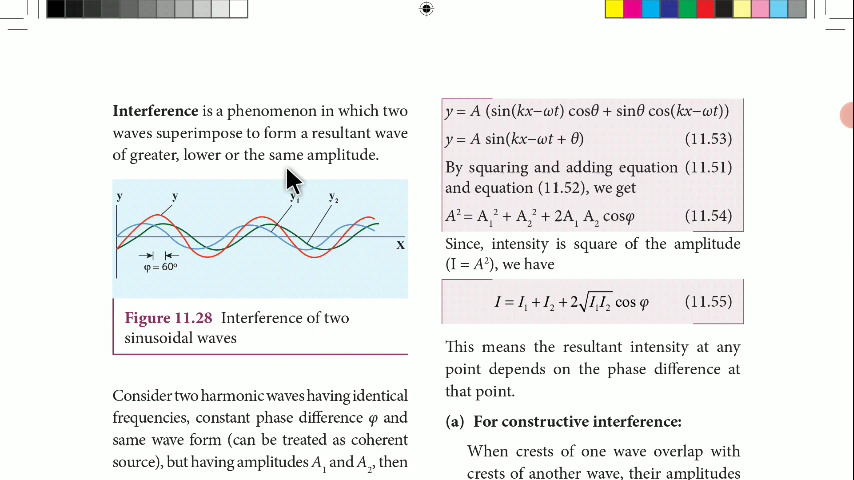 Interference is a phenomenon in which two
waves superimpose to form a resultant wave
of greater, lower or the same amplitude.
y y y₁ y₂
X
φ = 60º
Figure 11.28 Interference of two
sinusoidal waves
Consider two harmonic waves having identical
frequencies, constant phase difference φ and
same wave form (can be treated as coherent
source), but having amplitudes A₁ and A₂, then
y = A (sin(kx−ωt) cosθ + sinθ cos(kx−ωt))
y = A sin(kx−ωt + θ) (11.53)
By squaring and adding equation (11.51)
and equation (11.52), we get
A² = A₁² + A₂² + 2A₁ A₂ cosφ (11.54)
Since, intensity is square of the amplitude
(I = A²), we have
I = I₁ + I₂ + 2√I₁I₂ cos φ (11.55)
This means the resultant intensity at any
point depends on the phase difference at
that point.
(a) For constructive interference:
When crests of one wave overlap with
crests of another wave, their amplitudes